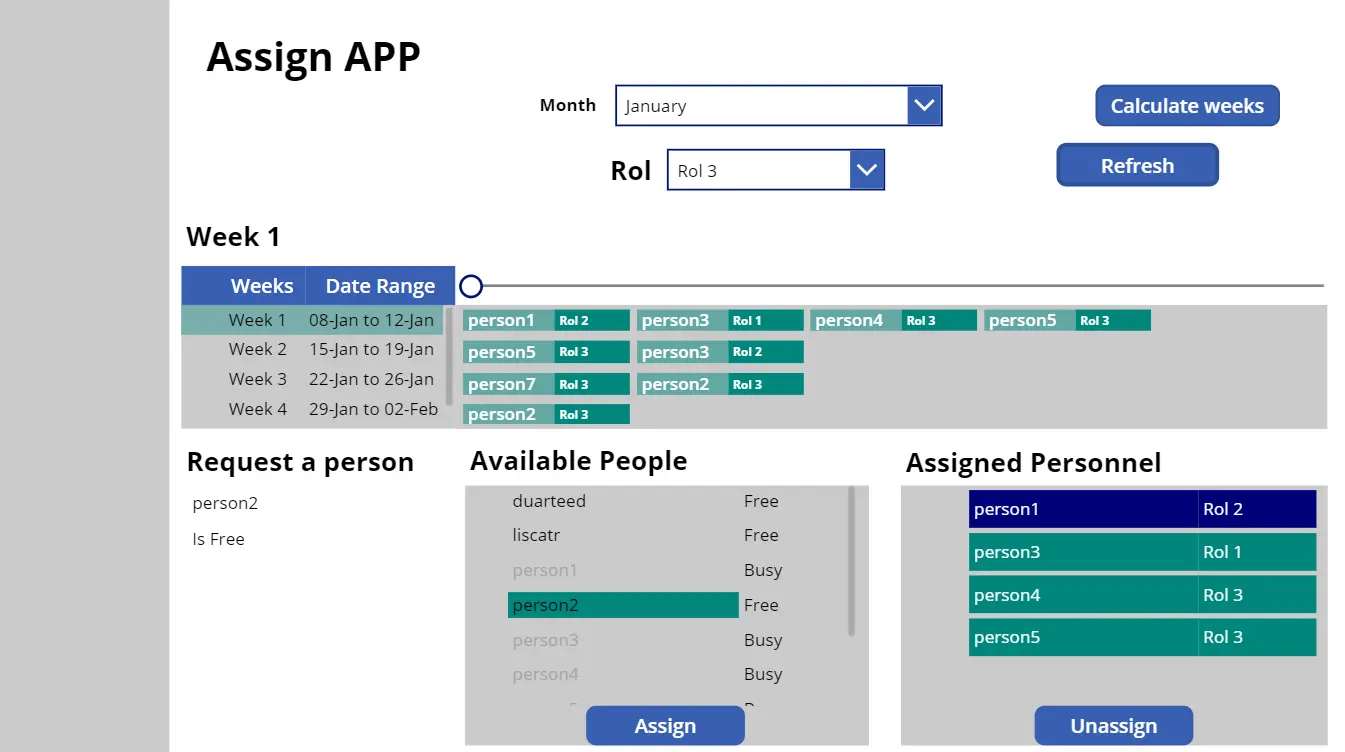 Assign APP
Month January Calculate weeks
Rol Rol 3 Refresh
Week 1
Weeks Date Range
Week 1 08-Jan to 12-Jan person1 Rol 2 person3 Rol 1 person4 Rol 3 person5 Rol 3
Week 2 15-Jan to 19-Jan person5 Rol 3 person3 Rol 2
Week 3 22-Jan to 26-Jan person7 Rol 3 person2 Rol 3
Week 4 29-Jan to 02-Feb person2 Rol 3
Request a person
person2
Is Free
Available People
duarteed Free
liscatr Free
person1 Busy
person2 Free
person3 Busy
person4 Busy
Assign
Assigned Personnel
person1 Rol 2
person3 Rol 1
person4 Rol 3
person5 Rol 3
Unassign